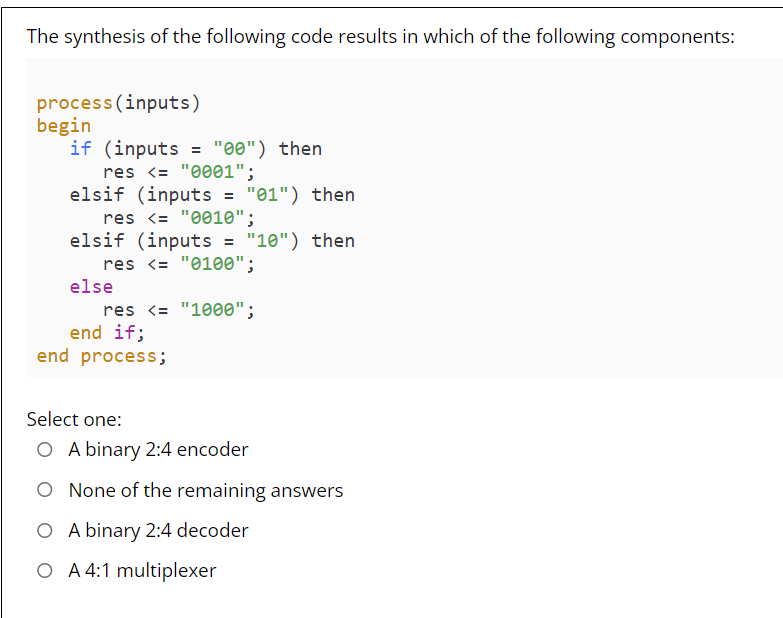 The synthesis of the following code results in which of the following components:
process(inputs)
begin
if (inputs = "00") then
res <= "0001";
elsif (inputs = "01") then
res <= "0010";
elsif (inputs = "10") then
res <= "0100";
else
res <= "1000";
end if;
end process;
Select one:
A binary 2:4 encoder
None of the remaining answers
A binary 2:4 decoder
A 4:1 multiplexer